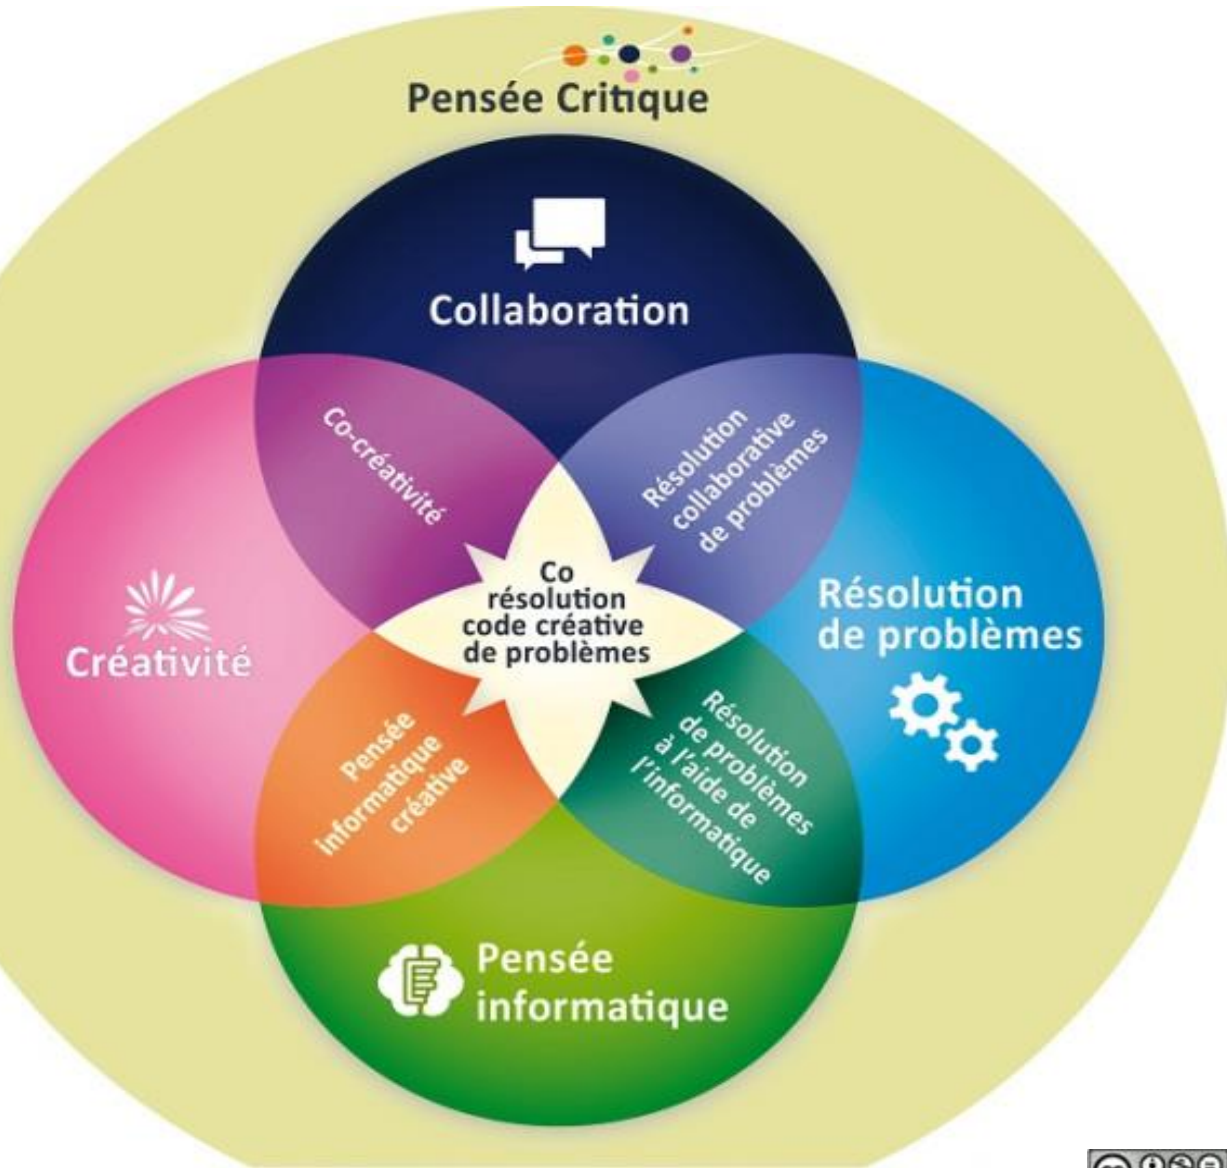 Pensée Critique
Collaboration
Co-créativité
Résolution
collaborative
de problèmes
Créativité
Co
résolution
code créative
de problèmes
Résolution
de problèmes
Pensée
informatique
créative
Résolution
de problèmes
à l'aide de
l'informatique
Pensée
informatique